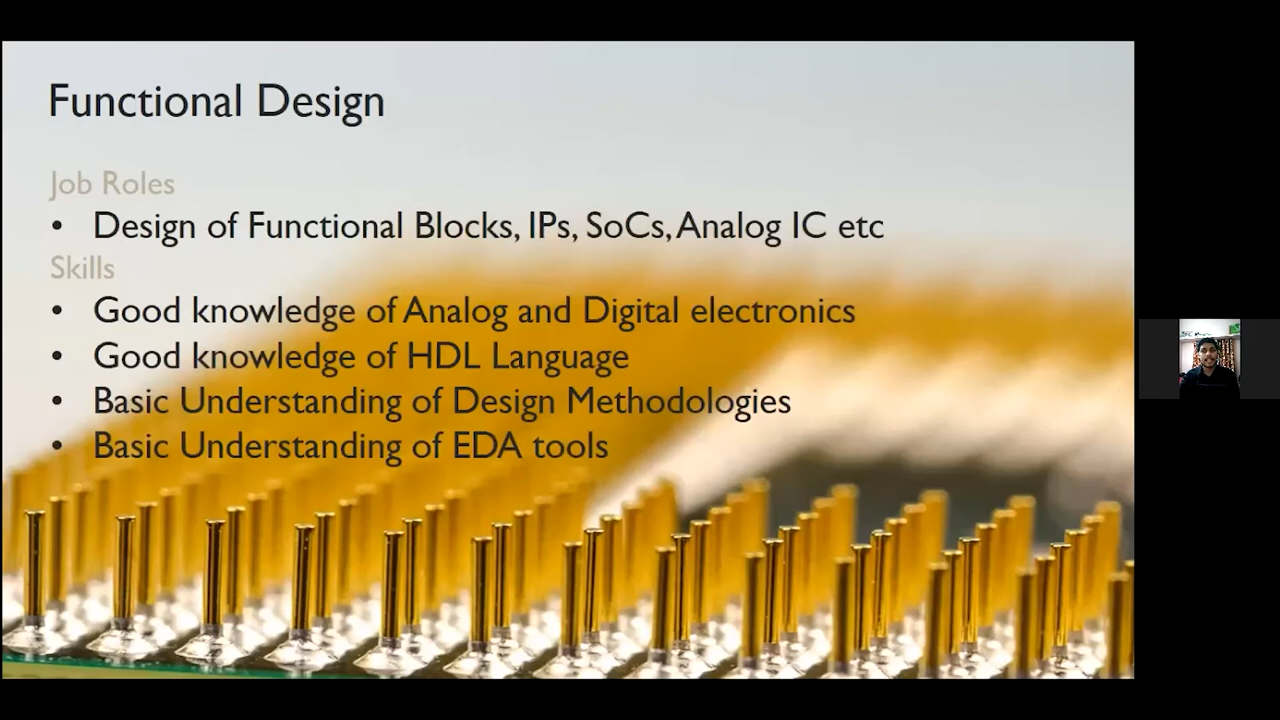 Functional Design
Job Roles
• Design of Functional Blocks, IPs, SoCs, Analog IC etc
Skills
• Good knowledge of Analog and Digital electronics
• Good knowledge of HDL Language
• Basic Understanding of Design Methodologies
• Basic Understanding of EDA tools